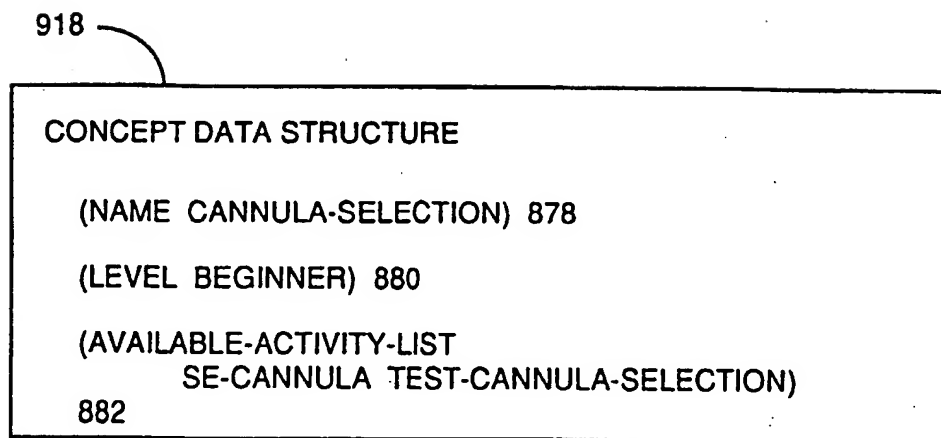 918
CONCEPT DATA STRUCTURE
(NAME CANNULA-SELECTION) 878
(LEVEL BEGINNER) 880
(AVAILABLE-ACTIVITY-LIST
SE-CANNULA TEST-CANNULA-SELECTION)
882